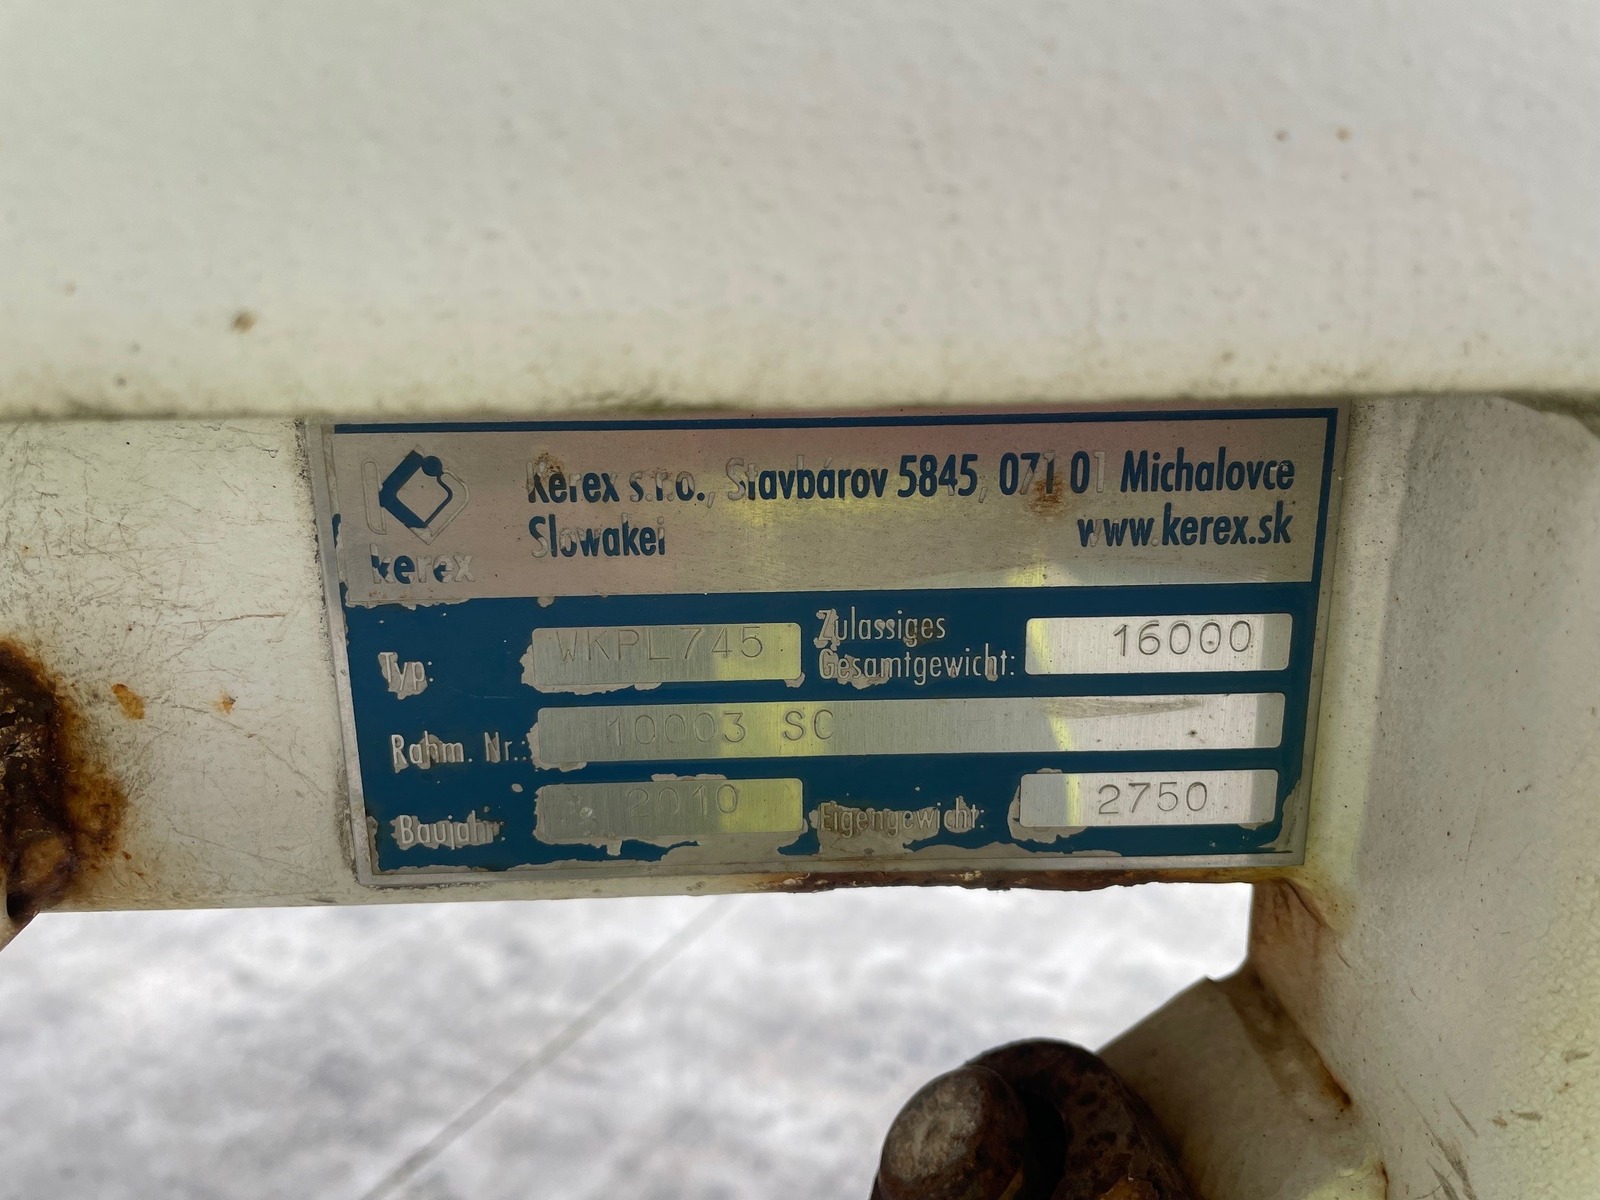 kerex
Kerex s.r.o., Stavbárov 5845, 071 01 Michalovce
Slowakei www.kerex.sk
Typ: WKPL745 Zulassiges Gesamtgewicht: 16000
Rahm. Nr.: 10003 SC
Baujahr: 2010 Eigengewicht: 2750